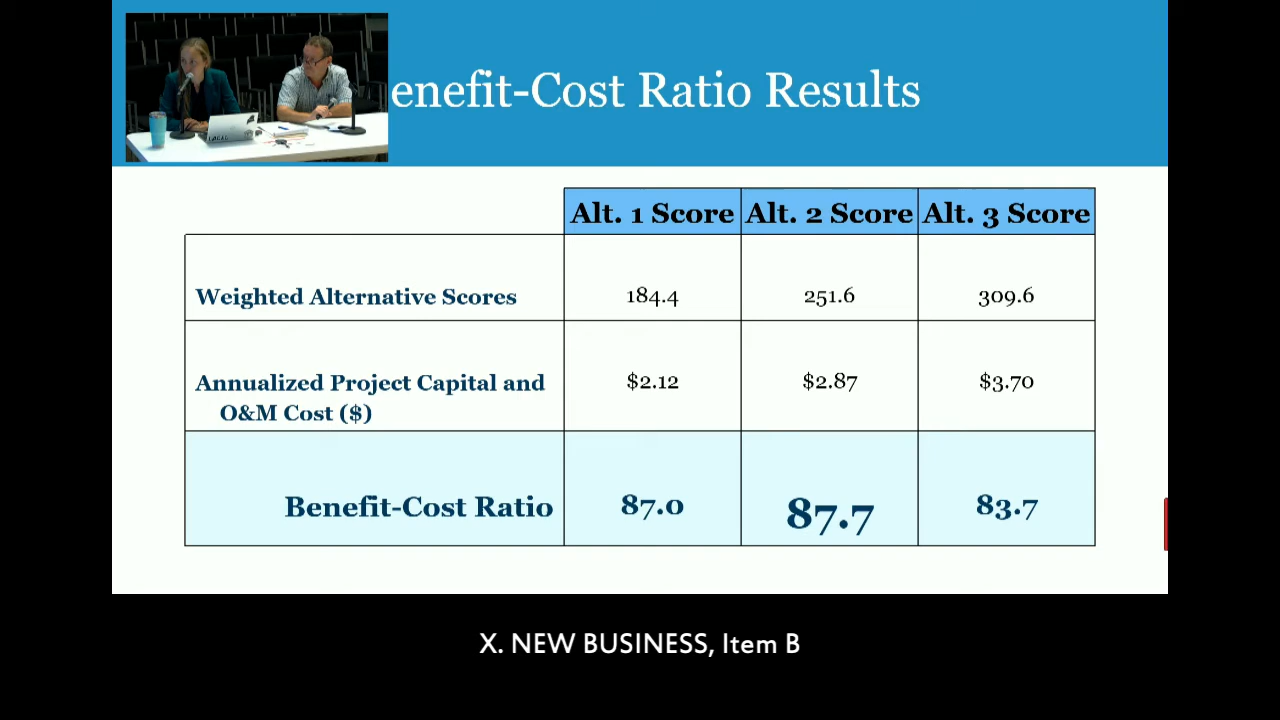 enefit-Cost Ratio Results
Alt. 1 Score Alt. 2 Score Alt. 3 Score
Weighted Alternative Scores 184.4 251.6 309.6
Annualized Project Capital and $2.12 $2.87 $3.70
O&M Cost ($)
Benefit-Cost Ratio 87.0 87.7 83.7
X. NEW BUSINESS, Item B